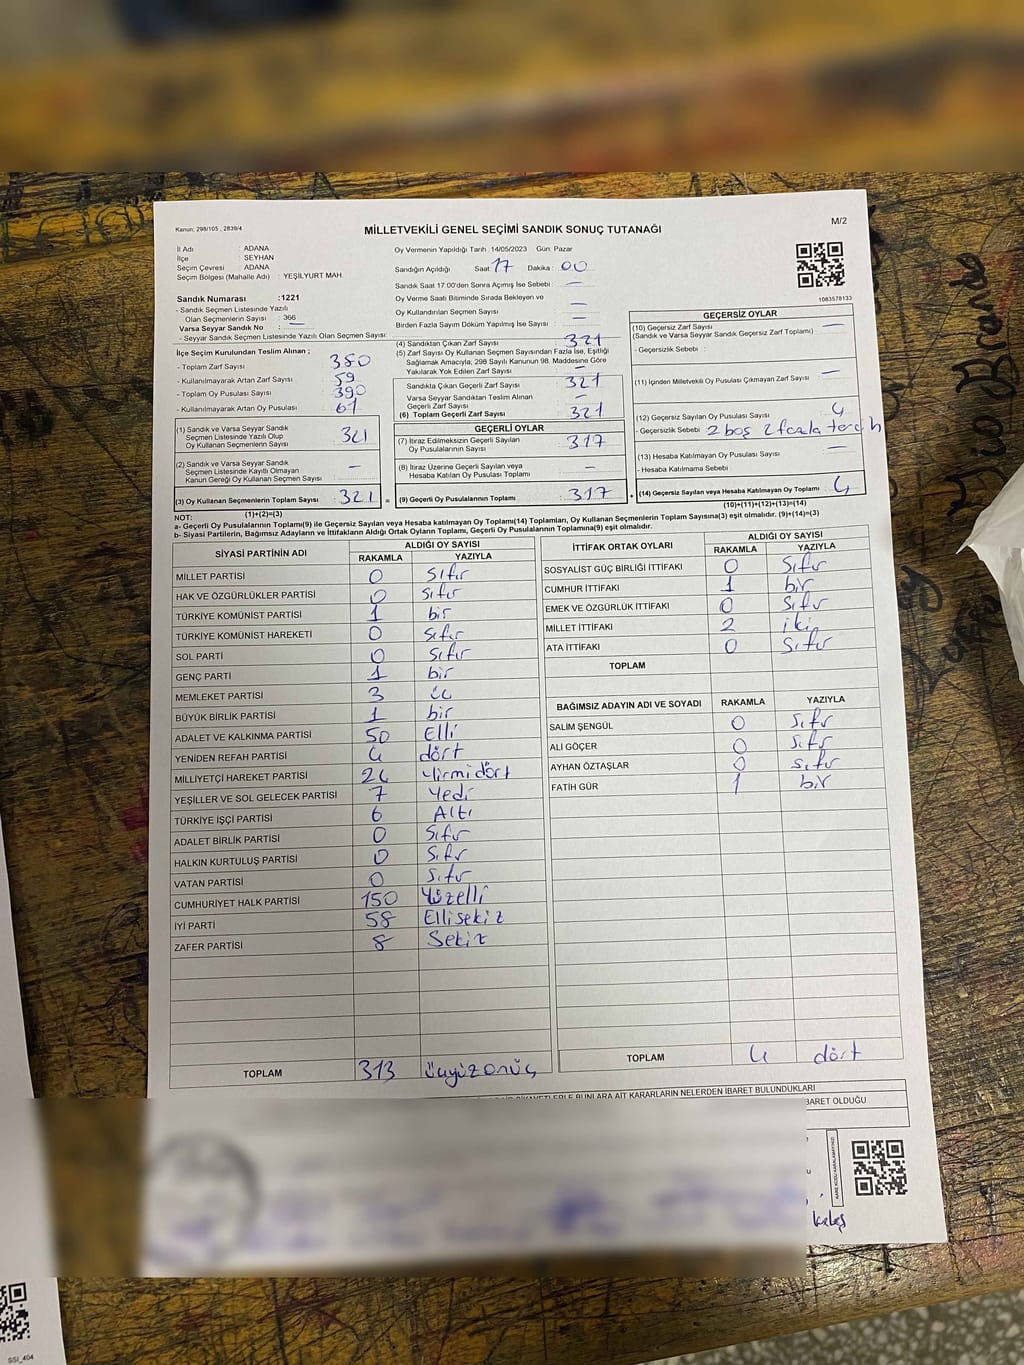 Kanun: 298/105 , 2839/4
MİLLETVEKİLİ GENEL SEÇİMİ SANDIK SONUÇ TUTANAĞI
M/2
İl Adı : ADANA
İlçe : SEYHAN
Seçim Çevresi : ADANA
Seçim Bölgesi (Mahalle Adı) : YEŞİLYURT MAH.
Sandık Numarası : 1221
- Sandık Seçmen Listesinde Yazılı
Olan Seçmenlerin Sayısı : 366
Varsa Seyyar Sandık No : —
- Seyyar Sandık Seçmen Listesinde Yazılı Olan Seçmen Sayısı:
Oy Vermenin Yapıldığı Tarih :14/05/2023 Gün: Pazar
Sandığın Açıldığı Saat 17 Dakika : 00
Sandık Saat 17.00'den Sonra Açılmış İse Sebebi : —
Oy Verme Saati Bitiminde Sırada Bekleyen ve
Oy Kullandırılan Seçmen Sayısı —
Birden Fazla Sayım Döküm Yapılmış İse Sayısı : —
1083578133
İlçe Seçim Kurulundan Teslim Alınan ;
- Toplam Zarf Sayısı : 380
- Kullanılmayarak Artan Zarf Sayısı : 59
- Toplam Oy Pusulası Sayısı : 390
- Kullanılmayarak Artan Oy Pusulası : 61
(1) Sandık ve Varsa Seyyar Sandık
Seçmen Listesinde Yazılı Olup
Oy Kullanan Seçmenlerin Sayısı : 321
(2) Sandık ve Varsa Seyyar Sandık
Seçmen Listesinde Kayıtlı Olmayan
Kanun Gereği Oy Kullanan Seçmen Sayısı : —
(3) Oy Kullanan Seçmenlerin Toplam Sayısı : 321 =
(1)+(2)=(3)
(4) Sandıktan Çıkan Zarf Sayısı : 321
(5) Zarf Sayısı Oy Kullanan Seçmen Sayısından Fazla İse, Eşitliği
Sağlamak Amacıyla; 298 Sayılı Kanunun 98. Maddesine Göre
Yakılarak Yok Edilen Zarf Sayısı : —
Sandıkta Çıkan Geçerli Zarf Sayısı : 321
Varsa Seyyar Sandıktan Teslim Alınan
Geçerli Zarf Sayısı : —
(6) Toplam Geçerli Zarf Sayısı : 321
GEÇERLİ OYLAR
(7) İtiraz Edilmeksizin Geçerli Sayılan
Oy Pusulalarının Sayısı : 317
(8) İtiraz Üzerine Geçerli Sayılan veya
Hesaba Katılan Oy Pusulası Sayısı : —
(9) Geçerli Oy Pusulalarının Toplamı : 317 +
GEÇERSİZ OYLAR
(10) Geçersiz Zarf Sayısı : —
(Sandık ve Varsa Seyyar Sandık Geçersiz Zarf Toplamı)
- Geçersizlik Sebebi :
(11) İçinden Milletvekili Oy Pusulası Çıkmayan Zarf Sayısı : —
(12) Geçersiz Sayılan Oy Pusulası Sayısı : 4
- Geçersizlik Sebebi : 2 boş 2 fazla tercih
(13) Hesaba Katılmayan Oy Pusulası Sayısı : —
- Hesaba Katılmama Sebebi :
(14) Geçersiz Sayılan veya Hesaba Katılmayan Oy Toplamı : 4
(10)+(11)+(12)+(13)=(14)
NOT:
a- Geçerli Oy Pusulaları Toplamı(9) ile Geçersiz Sayılan veya Hesaba katılmayan Oy Toplamı(14) Toplamları, Oy Kullanan Seçmenlerin Toplam Sayısına(3) eşit olmalıdır. (9)+(14)=(3)
b- Siyasi Partilerin, Bağımsız Adayların ve İttifakların Aldığı Ortak Oyların Toplamı, Geçerli Oy Pusulalarının Toplamına(9) eşit olmalıdır.
SİYASİ PARTİNİN ADI ALDIĞI OY SAYISI
RAKAMLA YAZIYLA
MİLLET PARTİSİ 0 Sıfır
HAK VE ÖZGÜRLÜKLER PARTİSİ 0 Sıfır
TÜRKİYE KOMÜNİST PARTİSİ 1 bir
TÜRKİYE KOMÜNİST HAREKETİ 0 Sıfır
SOL PARTİ 0 Sıfır
GENÇ PARTİ 1 bir
MEMLEKET PARTİSİ 3 üç
BÜYÜK BİRLİK PARTİSİ 1 bir
ADALET VE KALKINMA PARTİSİ 50 Elli
YENİDEN REFAH PARTİSİ 4 dört
MİLLİYETÇİ HAREKET PARTİSİ 24 Yirmidört
YEŞİLLER VE SOL GELECEK PARTİSİ 7 Yedi
TÜRKİYE İŞÇİ PARTİSİ 6 Altı
ADALET BİRLİK PARTİSİ 0 Sıfır
HALKIN KURTULUŞ PARTİSİ 0 Sıfır
VATAN PARTİSİ 0 Sıfır
CUMHURİYET HALK PARTİSİ 150 Yüzelli
İYİ PARTİ 58 Ellisekiz
ZAFER PARTİSİ 8 Sekiz
TOPLAM 313 üçyüzonüç
İTTİFAK ORTAK OYLARI ALDIĞI OY SAYISI
RAKAMLA YAZIYLA
SOSYALİST GÜÇ BİRLİĞİ İTTİFAKI 0 Sıfır
CUMHUR İTTİFAKI 1 bir
EMEK VE ÖZGÜRLÜK İTTİFAKI 0 Sıfır
MİLLET İTTİFAKI 2 iki
ATA İTTİFAKI 0 Sıfır
TOPLAM
BAĞIMSIZ ADAYIN ADI VE SOYADI RAKAMLA YAZIYLA
SALİM ŞENGÜL 0 Sıfır
ALİ GÖÇER 0 Sıfır
AYHAN ÖZTAŞLAR 0 Sıfır
FATİH GÜR 1 bir
TOPLAM 4 dört
BUNLARA AİT KARARLARIN NELERDEN İBARET BULUNDUKLARI
İBARET OLDUĞU
SSİ_404